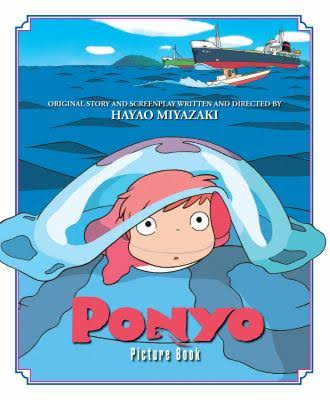 ORIGINAL STORY AND SCREENPLAY WRITTEN AND DIRECTED BY
HAYAO MIYAZAKI
PONYO
Picture Book